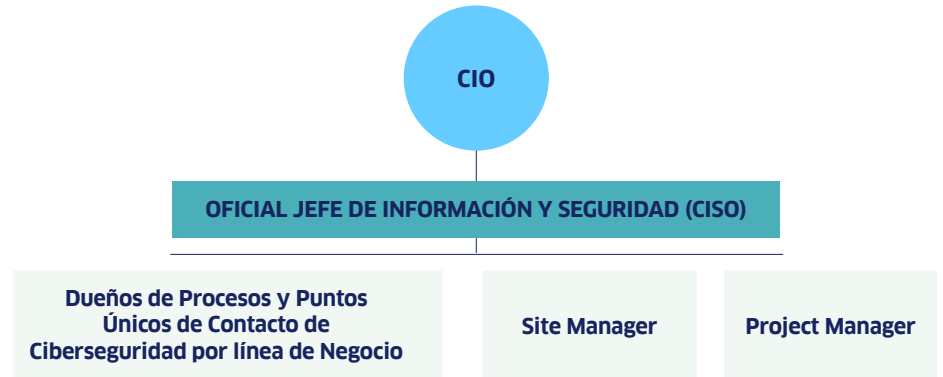 CIO
OFICIAL JEFE DE INFORMACIÓN Y SEGURIDAD (CISO)
Dueños de Procesos y Puntos
Únicos de Contacto de
Ciberseguridad por línea de Negocio
Site Manager
Project Manager